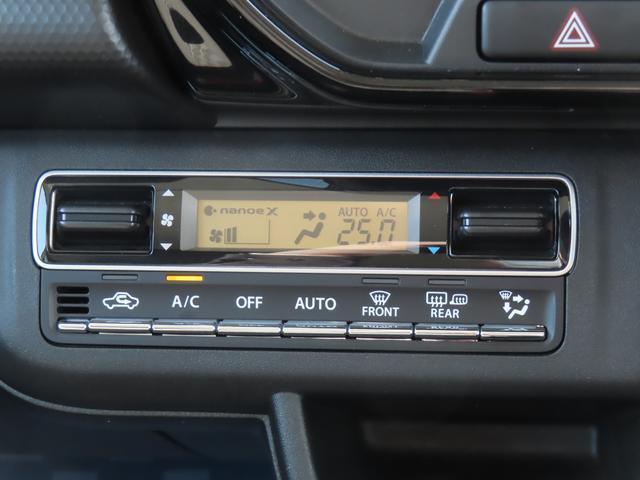 nanoe X AUTO A/C
25.0
A/C OFF AUTO FRONT REAR